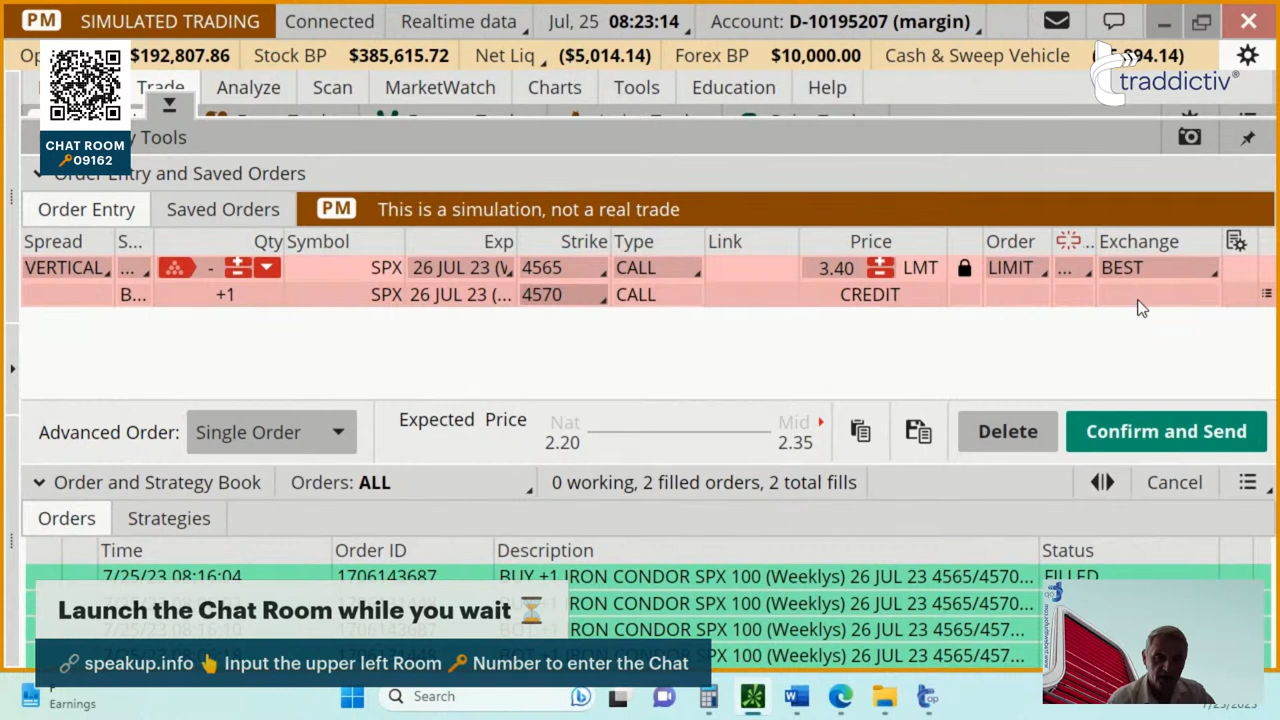 PM SIMULATED TRADING Connected Realtime data Jul, 25 08:23:14 Account: D-10195207 (margin)
$192,807.86 Stock BP $385,615.72 Net Liq ($5,014.14) Forex BP $10,000.00 Cash & Sweep Vehicle
traddictiv®
Trade Analyze Scan MarketWatch Charts Tools Education Help
CHAT ROOM
🔑09162
Tools
Order Entry and Saved Orders
Order Entry Saved Orders PM This is a simulation, not a real trade
Spread S... Qty Symbol Exp Strike Type Link Price Order .. Exchange
VERTICAL ... - SPX 26 JUL 23 4565 CALL 3.40 LMT LIMIT ... BEST
B... +1 SPX 26 JUL 23 (... 4570 CALL CREDIT
Advanced Order: Single Order Expected Price Nat 2.20 Mid 2.35 Delete Confirm and Send
Order and Strategy Book Orders: ALL 0 working, 2 filled orders, 2 total fills Cancel
Orders Strategies
Time Order ID Description Status
7/25/23 08:16:04 1706143687 BUY +1 IRON CONDOR SPX 100 (Weeklys) 26 JUL 23 4565/4570... FILLED
RON CONDOR SPX 100 (Weeklys) 26 JUL 23 4565/457...
RON CONDOR SPX 100 (Weeklys) 26 JUL 23 4565/457...
RON CONDOR SPX 100 (Weeklys) 26 JUL 23 4565/457...
Launch the Chat Room while you wait ⏳
🔗 speakup.info 👆 Input the upper left Room 🔑 Number to enter the Chat
Earnings
Search